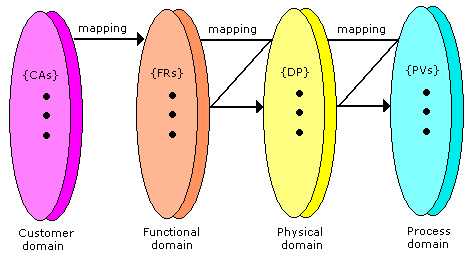 mapping mapping mapping
{CAs} {FRs} {DP} {PVs}
Customer domain
Functional domain
Physical domain
Process domain